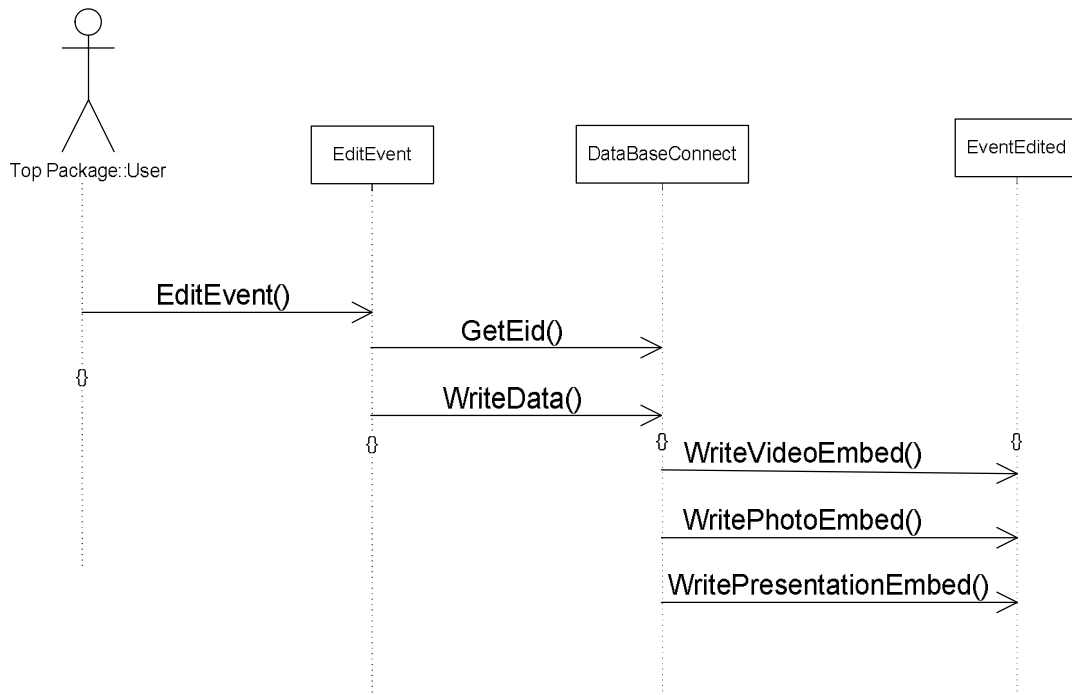 Top Package::User
EditEvent
DataBaseConnect
EventEdited
EditEvent()
GetEid()
{}
WriteData()
{}
{}
{}
WriteVideoEmbed()
WritePhotoEmbed()
WritePresentationEmbed()